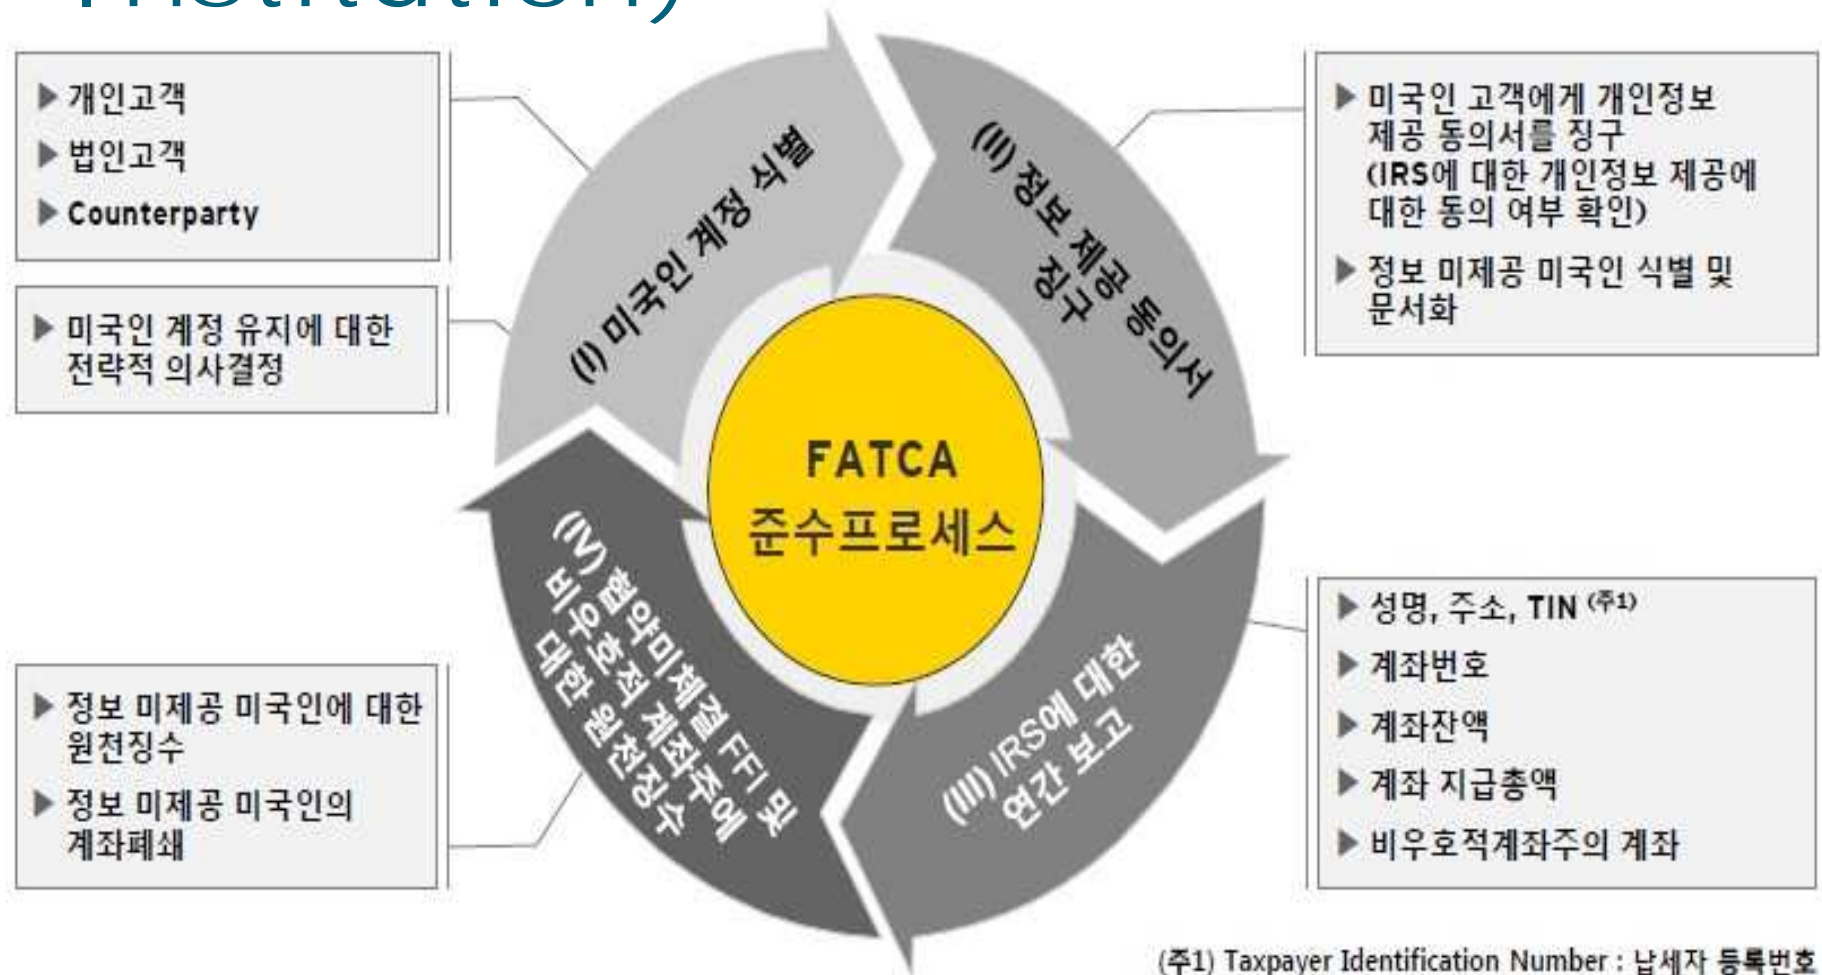 ▶ 개인고객
▶ 법인고객
▶ Counterparty
▶ 미국인 계정 유지에 대한
전략적 의사결정
(I) 미국인 계정 식별
(II) 정보 제공 동의서
징구
▶ 미국인 고객에게 개인정보
제공 동의서를 징구
(IRS에 대한 개인정보 제공에
대한 동의 여부 확인)
▶ 정보 미제공 미국인 식별 및
문서화
FATCA
준수프로세스
(III) IRS에 대한
연간 보고
▶ 성명, 주소, TIN (주1)
▶ 계좌번호
▶ 계좌잔액
▶ 계좌 지급총액
▶ 비우호적계좌주의 계좌
(IV) 협약미체결 FFI 및
비우호적 계좌주에
대한 원천징수
▶ 정보 미제공 미국인에 대한
원천징수
▶ 정보 미제공 미국인의
계좌폐쇄
(주1) Taxpayer Identification Number : 납세자 등록번호